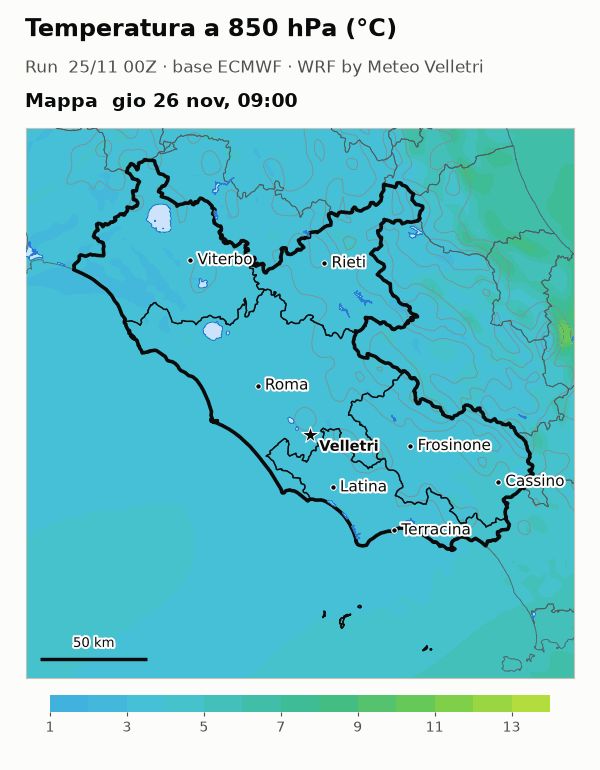 Temperatura a 850 hPa (°C)
Run  25/11 00Z · base ECMWF · WRF by Meteo Velletri
Mappa  gio 26 nov, 09:00
Viterbo
Rieti
Roma
Velletri
Frosinone
Latina
Cassino
Terracina
50 km
1 3 5 7 9 11 13